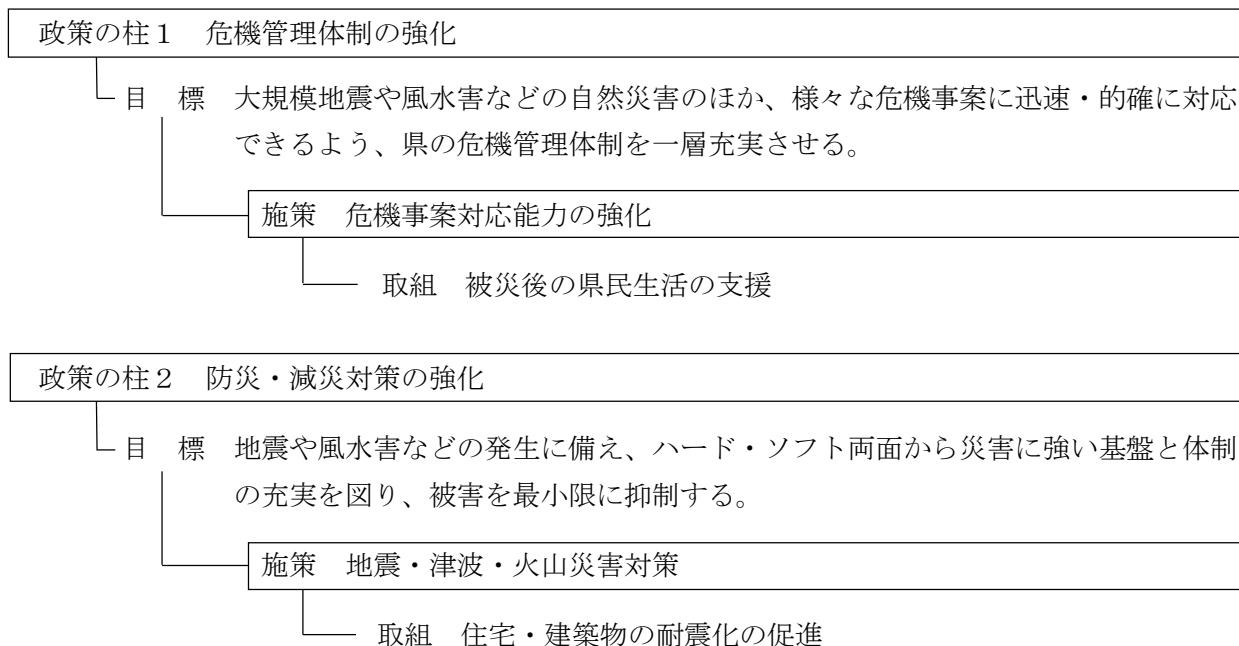 政策の柱１　危機管理体制の強化
目　標　大規模地震や風水害などの自然災害のほか、様々な危機事案に迅速・的確に対応
できるよう、県の危機管理体制を一層充実させる。
施策　危機事案対応能力の強化
取組　被災後の県民生活の支援
政策の柱２　防災・減災対策の強化
目　標　地震や風水害などの発生に備え、ハード・ソフト両面から災害に強い基盤と体制
の充実を図り、被害を最小限に抑制する。
施策　地震・津波・火山災害対策
取組　住宅・建築物の耐震化の促進